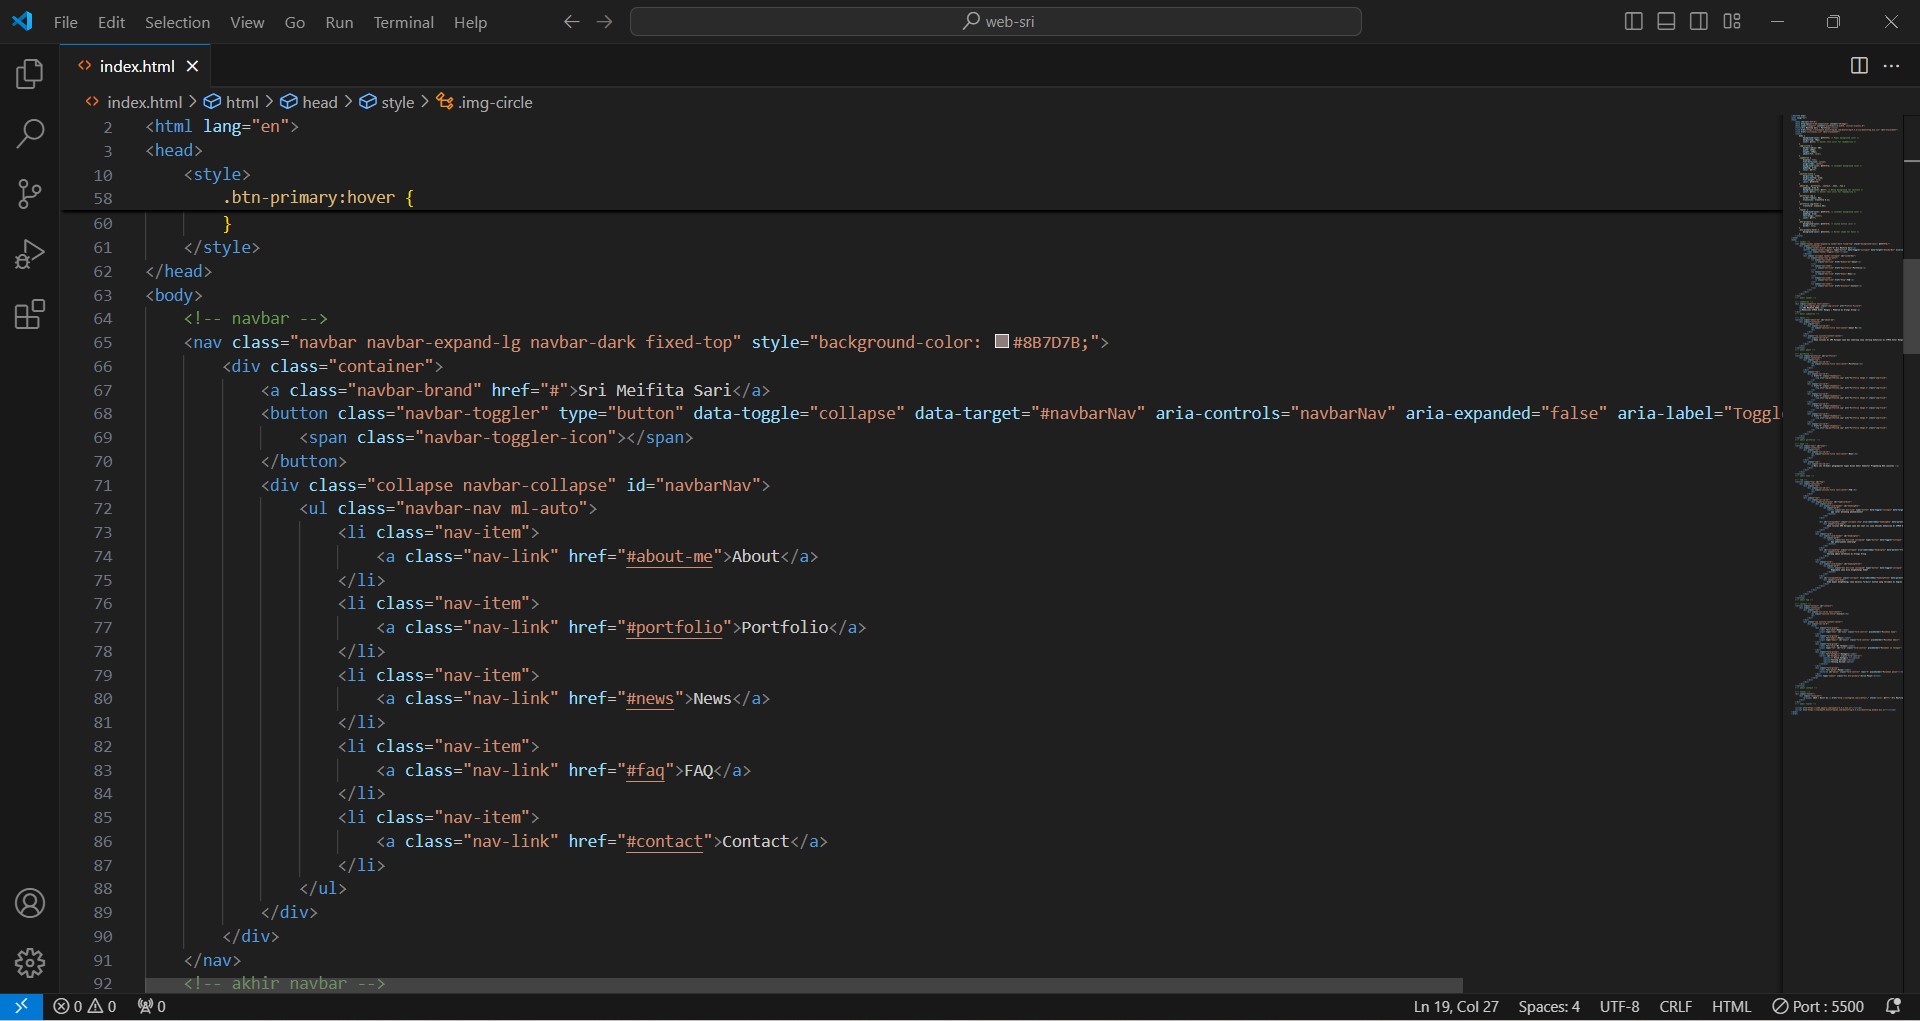 File Edit Selection View Go Run Terminal Help web-sri
index.html
index.html > html > head > style > .img-circle
2 <html lang="en">
3 <head>
10 <style>
58 .btn-primary:hover {
60 }
61 </style>
62 </head>
63 <body>
64 <!-- navbar -->
65 <nav class="navbar navbar-expand-lg navbar-dark fixed-top" style="background-color: #8B7D7B;">
66 <div class="container">
67 <a class="navbar-brand" href="#">Sri Meifita Sari</a>
68 <button class="navbar-toggler" type="button" data-toggle="collapse" data-target="#navbarNav" aria-controls="navbarNav" aria-expanded="false" aria-label="Toggl
69 <span class="navbar-toggler-icon"></span>
70 </button>
71 <div class="collapse navbar-collapse" id="navbarNav">
72 <ul class="navbar-nav ml-auto">
73 <li class="nav-item">
74 <a class="nav-link" href="#about-me">About</a>
75 </li>
76 <li class="nav-item">
77 <a class="nav-link" href="#portfolio">Portfolio</a>
78 </li>
79 <li class="nav-item">
80 <a class="nav-link" href="#news">News</a>
81 </li>
82 <li class="nav-item">
83 <a class="nav-link" href="#faq">FAQ</a>
84 </li>
85 <li class="nav-item">
86 <a class="nav-link" href="#contact">Contact</a>
87 </li>
88 </ul>
89 </div>
90 </div>
91 </nav>
92 <!-- akhir navbar -->
0 0 0 Ln 19, Col 27 Spaces: 4 UTF-8 CRLF HTML Port : 5500